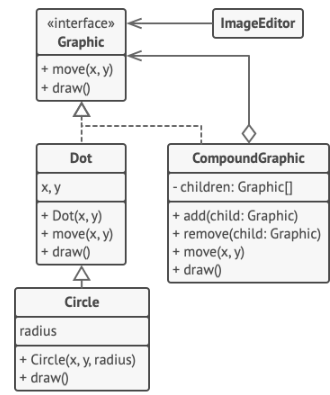 «interface»
Graphic
+ move(x, y)
+ draw()
ImageEditor
Dot
x, y
+ Dot(x, y)
+ move(x, y)
+ draw()
CompoundGraphic
- children: Graphic[]
+ add(child: Graphic)
+ remove(child: Graphic)
+ move(x, y)
+ draw()
Circle
radius
+ Circle(x, y, radius)
+ draw()